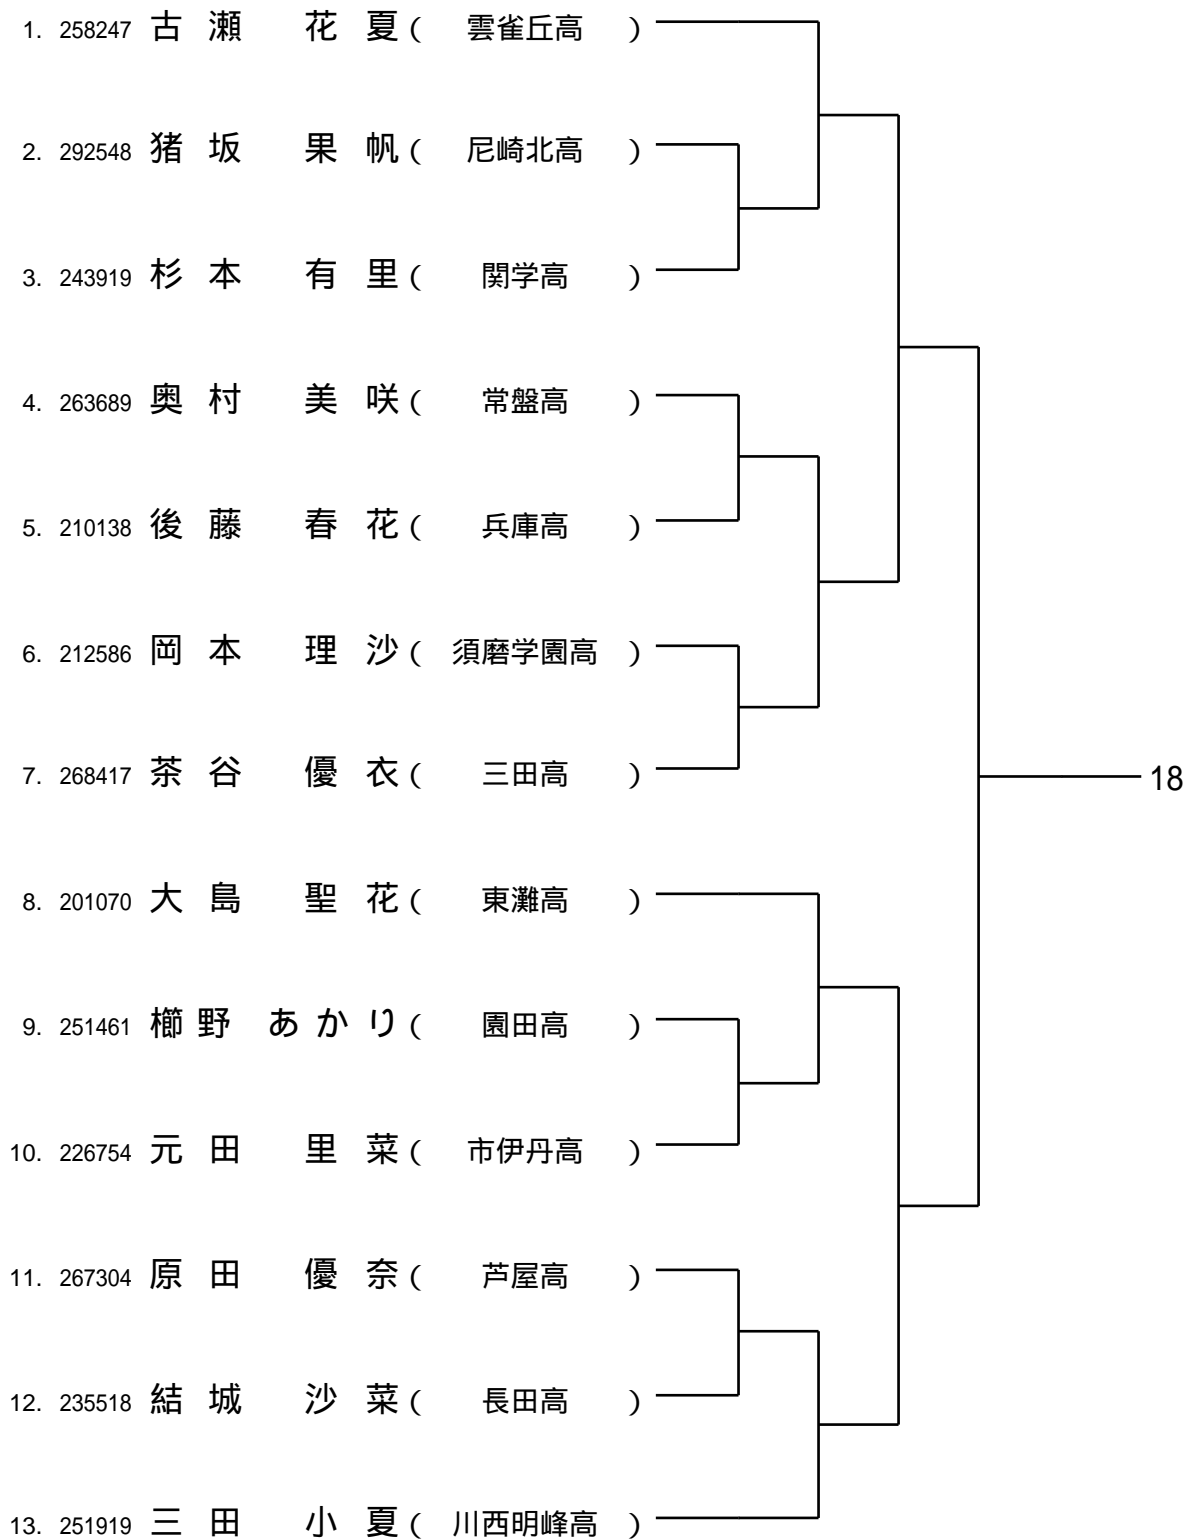 1. 258247 古瀬 花夏( 雲雀丘高 )
2. 292548 猪坂 果帆( 尼崎北高 )
3. 243919 杉本 有里( 関学高 )
4. 263689 奥村 美咲( 常盤高 )
5. 210138 後藤 春花( 兵庫高 )
6. 212586 岡本 理沙( 須磨学園高 )
7. 268417 茶谷 優衣( 三田高 )
18
8. 201070 大島 聖花( 東灘高 )
9. 251461 櫛野 あかり( 園田高 )
10. 226754 元田 里菜( 市伊丹高 )
11. 267304 原田 優奈( 芦屋高 )
12. 235518 結城 沙菜( 長田高 )
13. 251919 三田 小夏( 川西明峰高 )